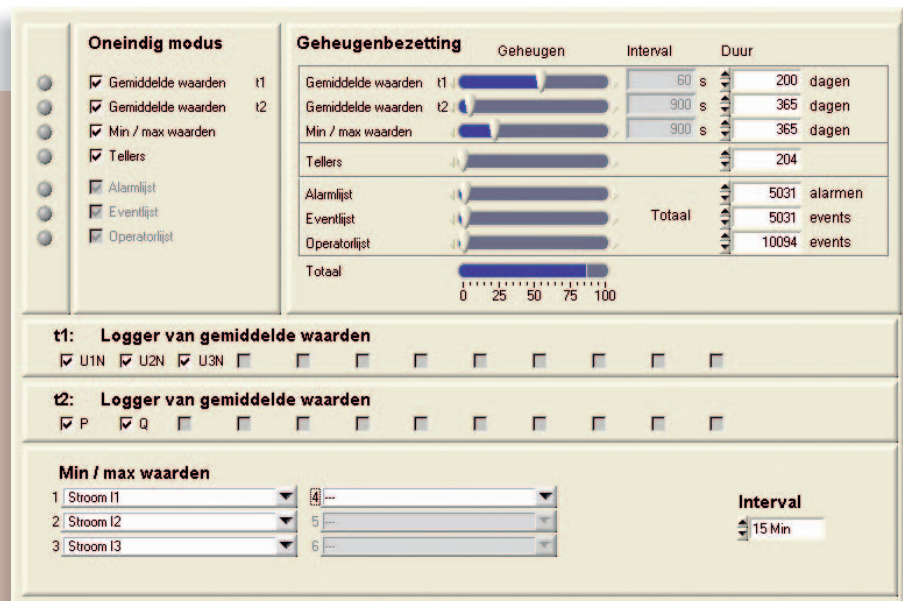 Oneindig modus
Gemiddelde waarden t1
Gemiddelde waarden t2
Min / max waarden
Tellers
Alarmlijst
Eventlijst
Operatorlijst
Geheugenbezetting
Geheugen Interval Duur
Gemiddelde waarden t1 60 s 200 dagen
Gemiddelde waarden t2 900 s 365 dagen
Min / max waarden 900 s 365 dagen
Tellers 204
Alarmlijst 5031 alarmen
Eventlijst Totaal 5031 events
Operatorlijst 10094 events
Totaal
0 25 50 75 100
t1: Logger van gemiddelde waarden
U1N U2N U3N
t2: Logger van gemiddelde waarden
P Q
Min / max waarden
1 Stroom I1 4 ---
2 Stroom I2 5 ---
3 Stroom I3 6 ---
Interval
15 Min